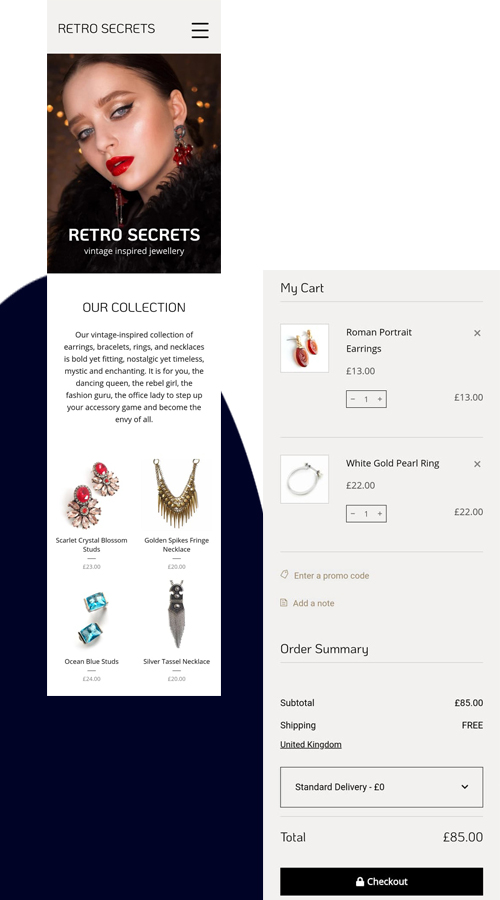 RETRO SECRETS
RETRO SECRETS
vintage inspired jewellery
OUR COLLECTION
Our vintage-inspired collection of
earrings, bracelets, rings, and necklaces
is bold yet fitting, nostalgic yet timeless,
mystic and enchanting. It is for you, the
dancing queen, the rebel girl, the
fashion guru, the office lady to step up
your accessory game and become the
envy of all.
Scarlet Crystal Blossom
Studs
£23.00
Golden Spikes Fringe
Necklace
£20.00
Ocean Blue Studs
£24.00
Silver Tassel Necklace
£20.00
My Cart
Roman Portrait
Earrings
£13.00
− 1 +
£13.00
White Gold Pearl Ring
£22.00
− 1 +
£22.00
Enter a promo code
Add a note
Order Summary
Subtotal £85.00
Shipping FREE
United Kingdom
Standard Delivery - £0
Total £85.00
Checkout